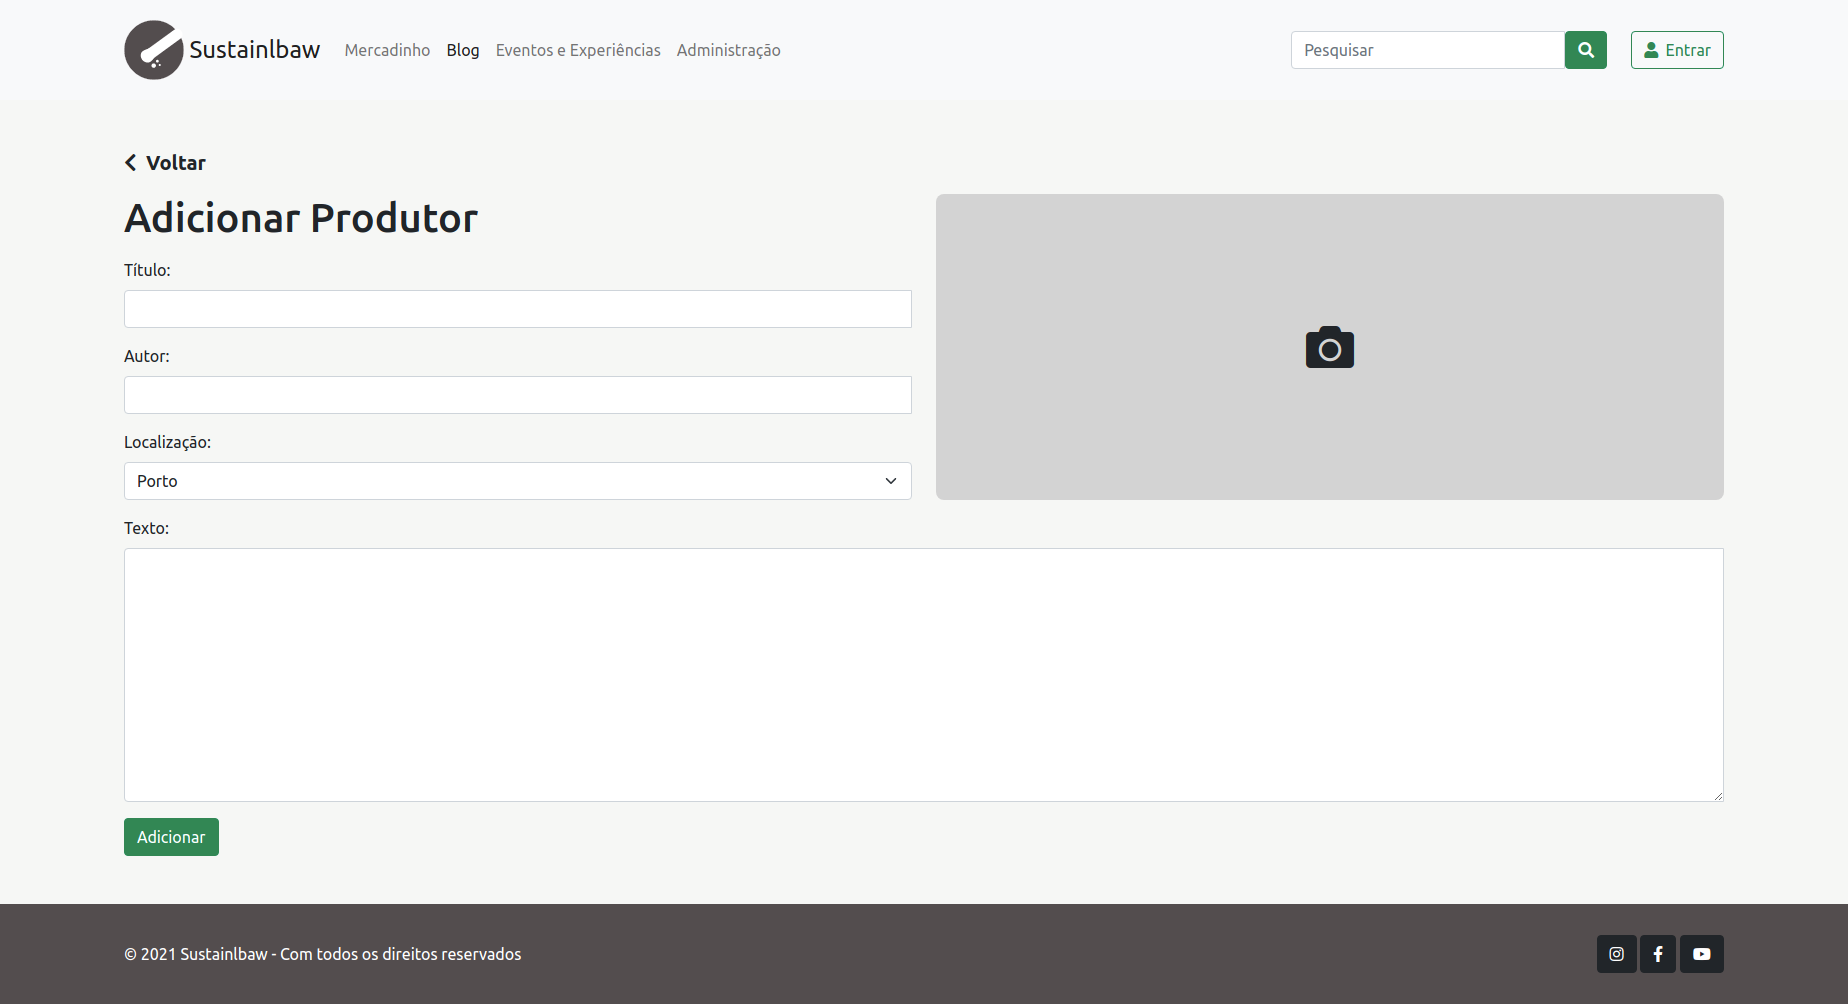 Sustainlbaw Mercadinho Blog Eventos e Experiências Administração Pesquisar Entrar
Voltar
Adicionar Produtor
Título:
Autor:
Localização:
Porto
Texto:
Adicionar
© 2021 Sustainlbaw - Com todos os direitos reservados